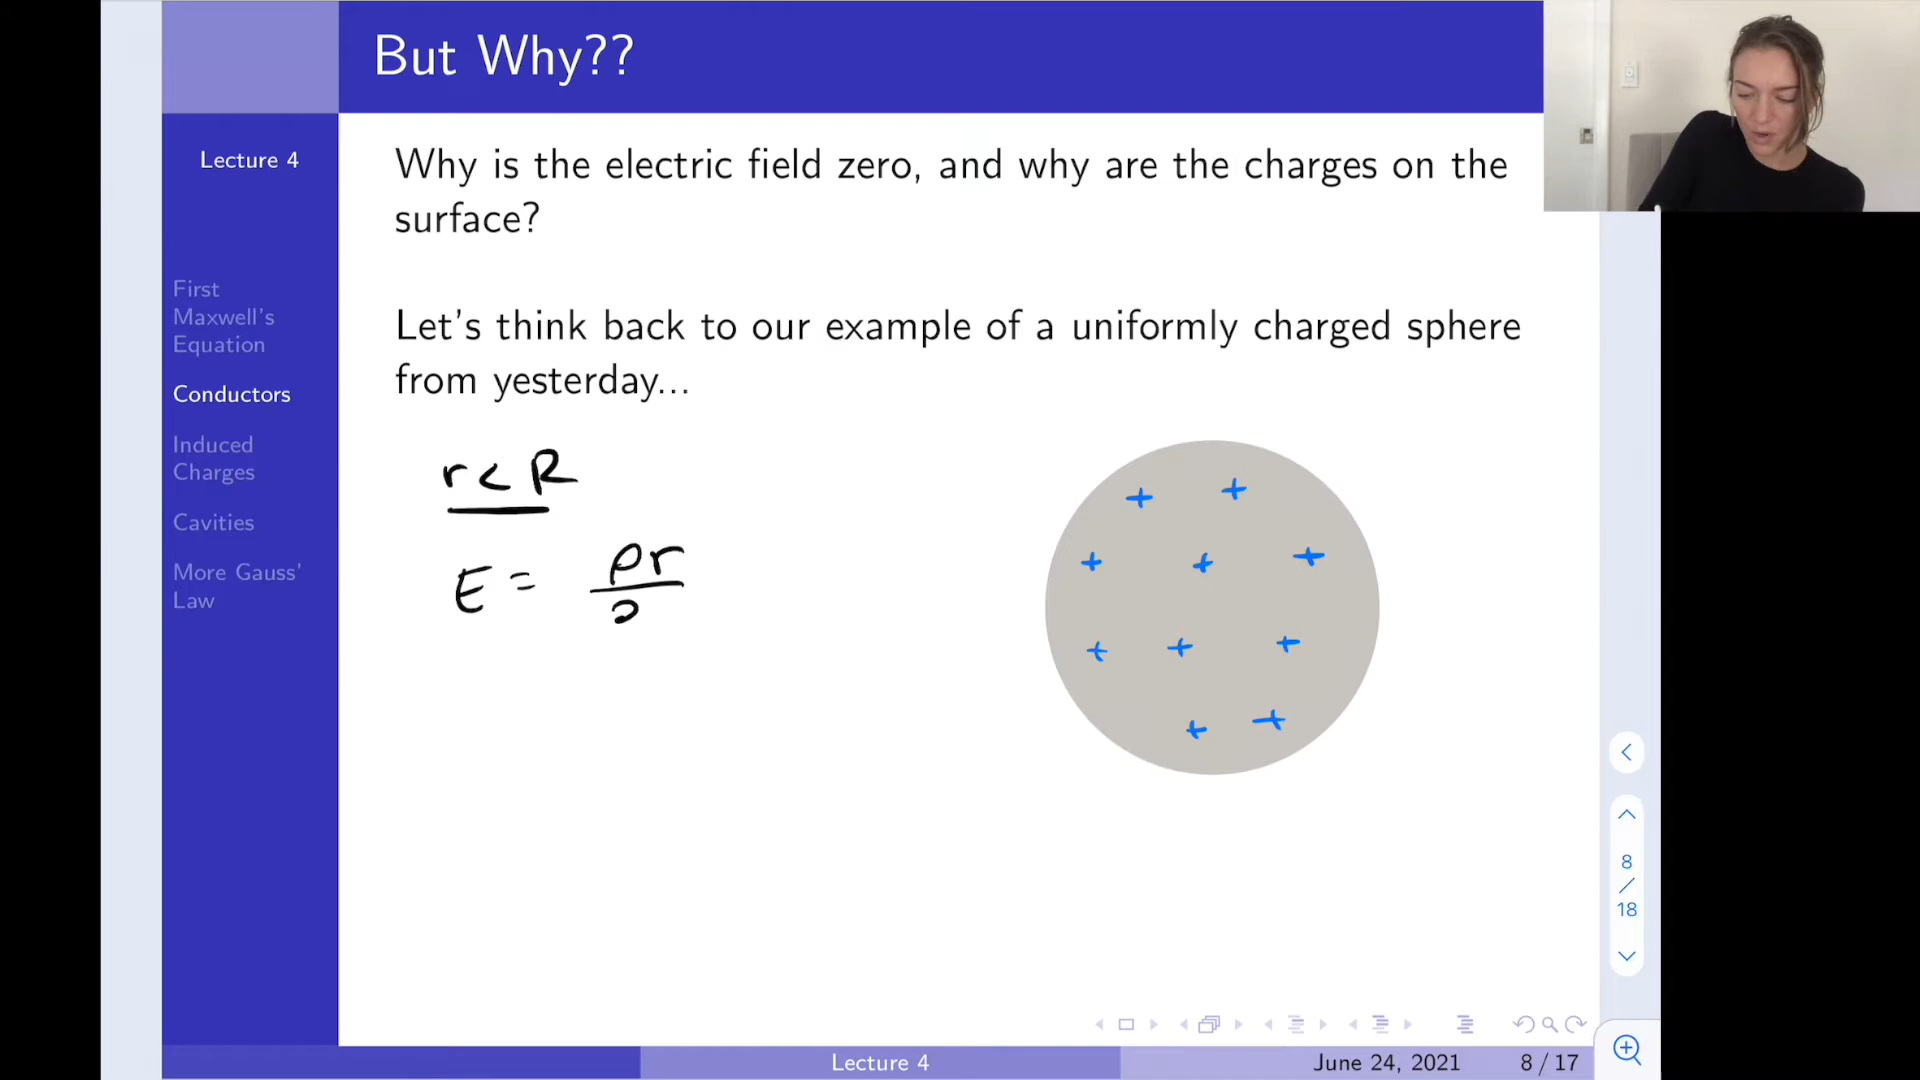 But Why??
Lecture 4
First
Maxwell's
Equation
Conductors
Induced
Charges
Cavities
More Gauss'
Law
Why is the electric field zero, and why are the charges on the
surface?
Let's think back to our example of a uniformly charged sphere
from yesterday...
r < R
E = ρr
+ +
+ + +
+ + +
+ +
8
/
18
Lecture 4
June 24, 2021
8 / 17